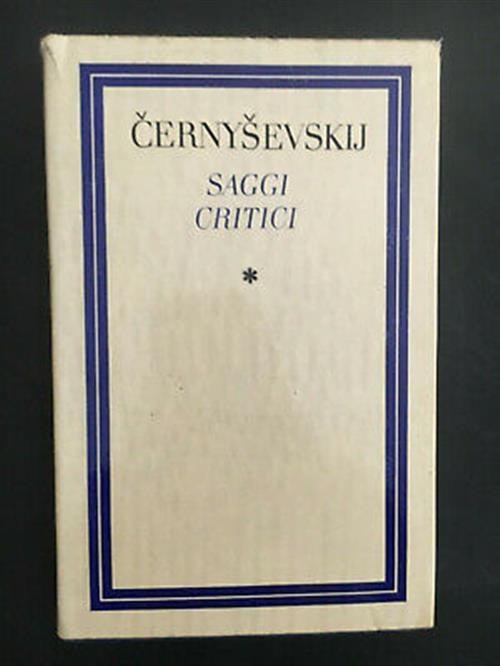 ČERNYŠEVSKIJ
SAGGI
CRITICI
*